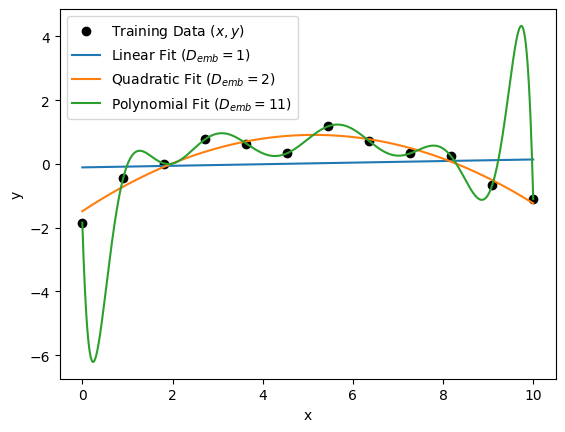 Training Data (x, y)
Linear Fit (D_emb = 1)
Quadratic Fit (D_emb = 2)
Polynomial Fit (D_emb = 11)
4
2
0
−2
−4
−6
y
0 2 4 6 8 10
x